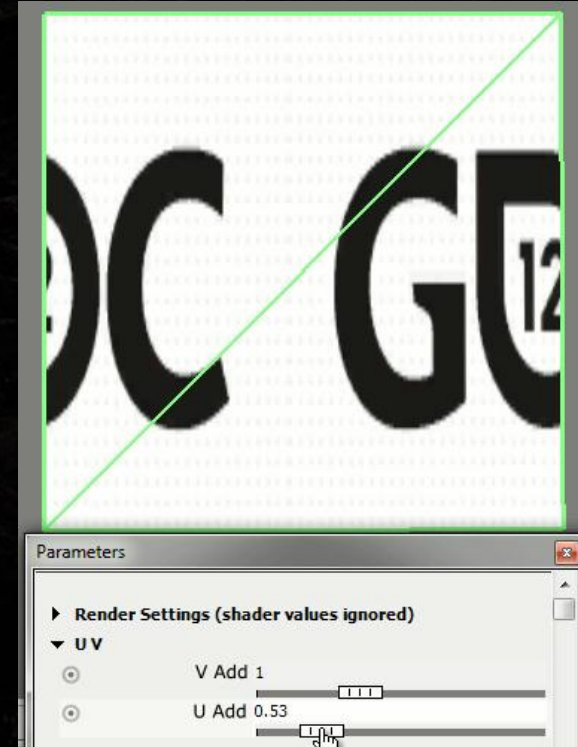 DC GD
12
Parameters
Render Settings (shader values ignored)
U V
V Add 1
U Add 0.53